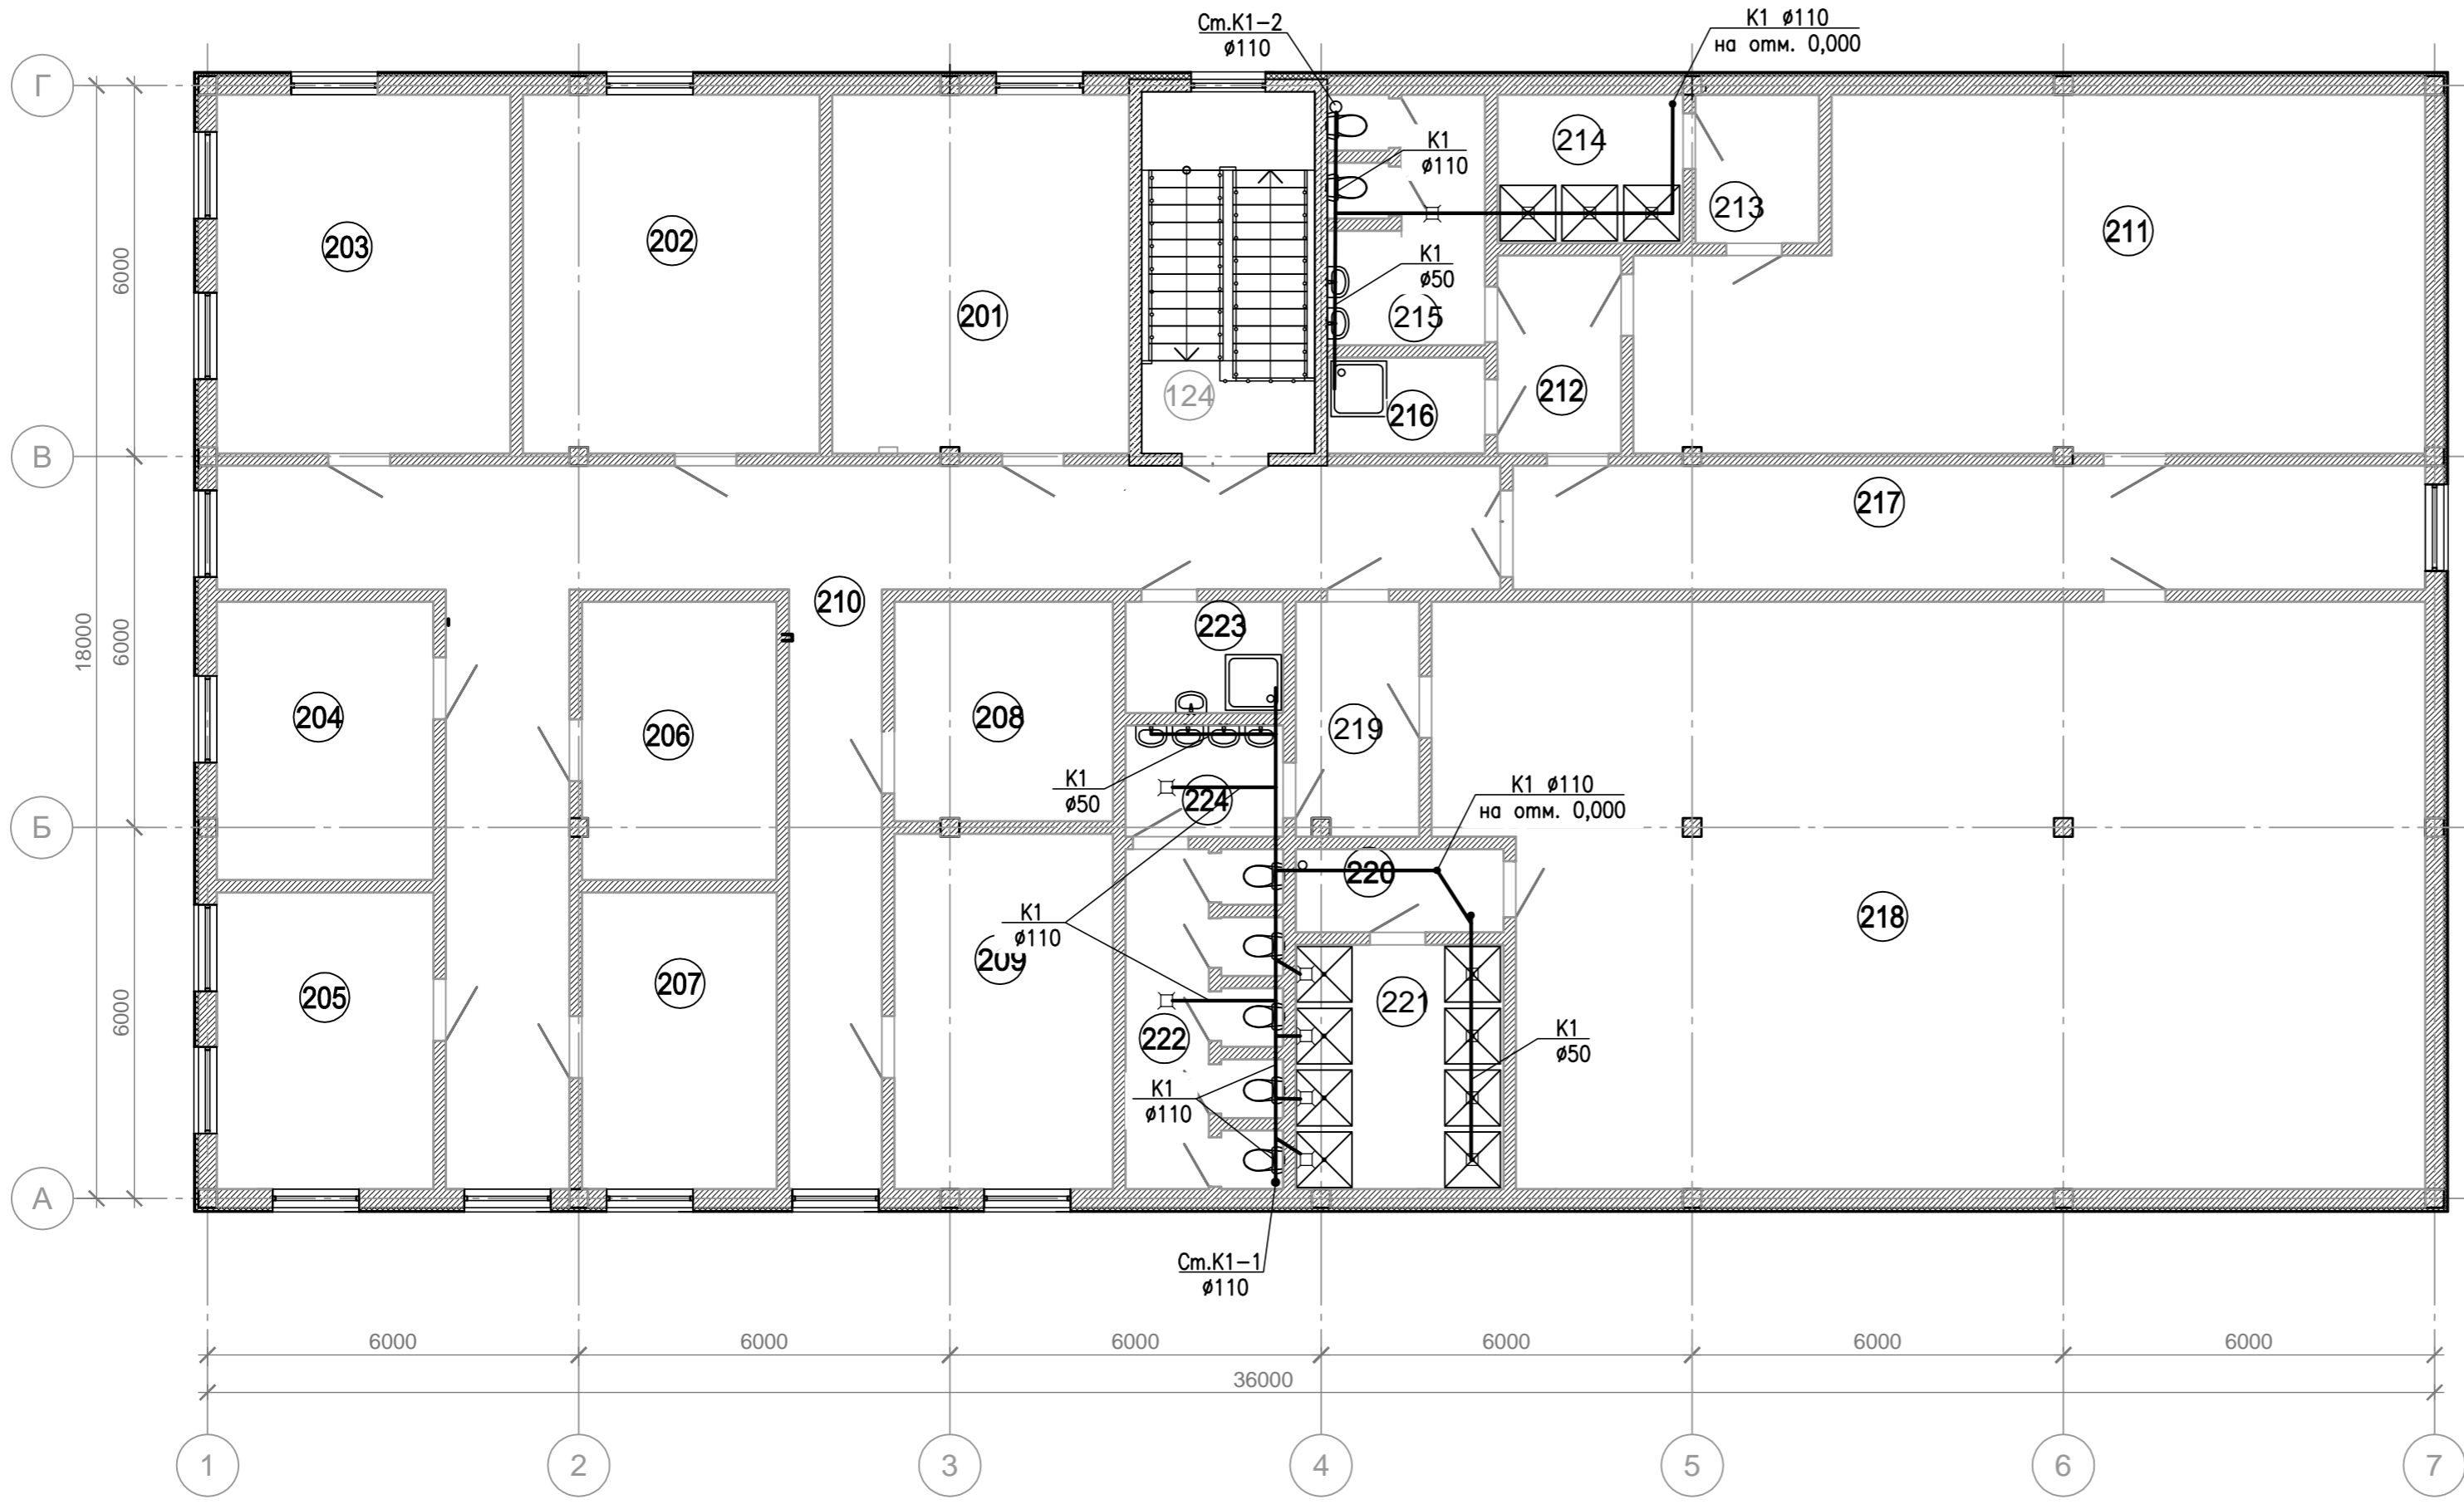 Ст.К1-2
ø110
К1 ø110
на отм. 0,000
Г
214
К1
ø110
213
203
202
211
К1
ø50
201
215
6000
124
212
216
В
217
210
223
18000
6000
204
208
206
219
К1
ø50
224
К1 ø110
на отм. 0,000
Б
220
К1
ø110
218
209
205
207
221
6000
222
К1
ø50
К1
ø110
А
Ст.К1-1
ø110
6000
6000
6000
6000
6000
6000
36000
1
2
3
4
5
6
7